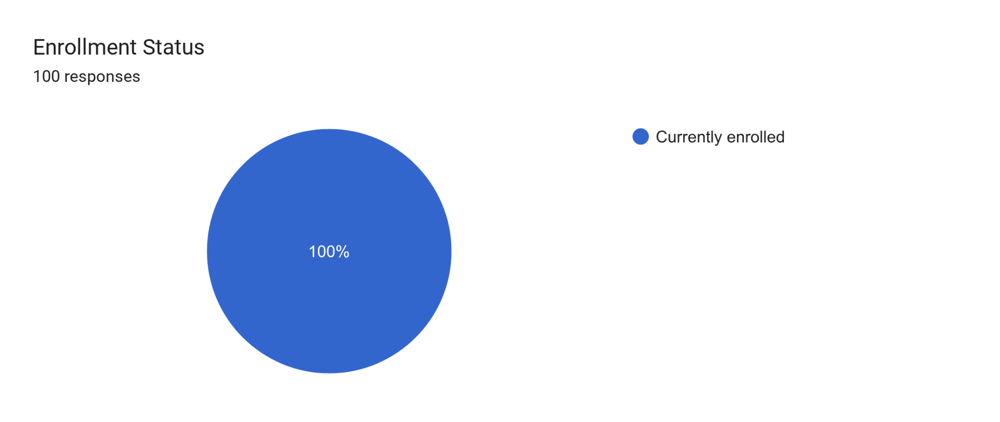 Enrollment Status
100 responses
Currently enrolled
100%